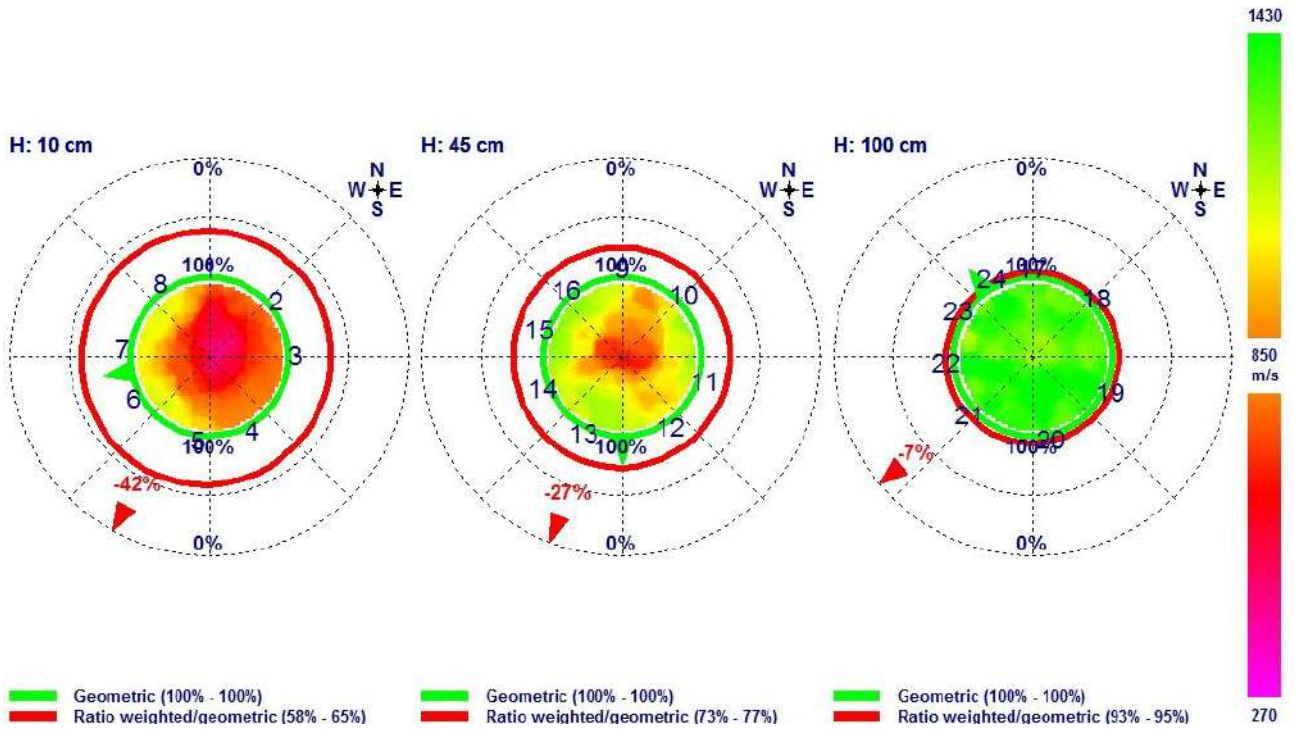 1430
H: 10 cm
H: 45 cm
H: 100 cm
0%
N
W E
S
0%
N
W E
S
0%
N
W E
S
100%
1
2
3
4
5
6
7
8
100%
100%
9
10
11
12
13
14
15
16
100%
100%
17
18
19
20
21
22
23
24
100%
850
m/s
-42%
-27%
-7%
0%
0%
0%
Geometric (100% - 100%)
Ratio weighted/geometric (58% - 65%)
Geometric (100% - 100%)
Ratio weighted/geometric (73% - 77%)
Geometric (100% - 100%)
Ratio weighted/geometric (93% - 95%)
270